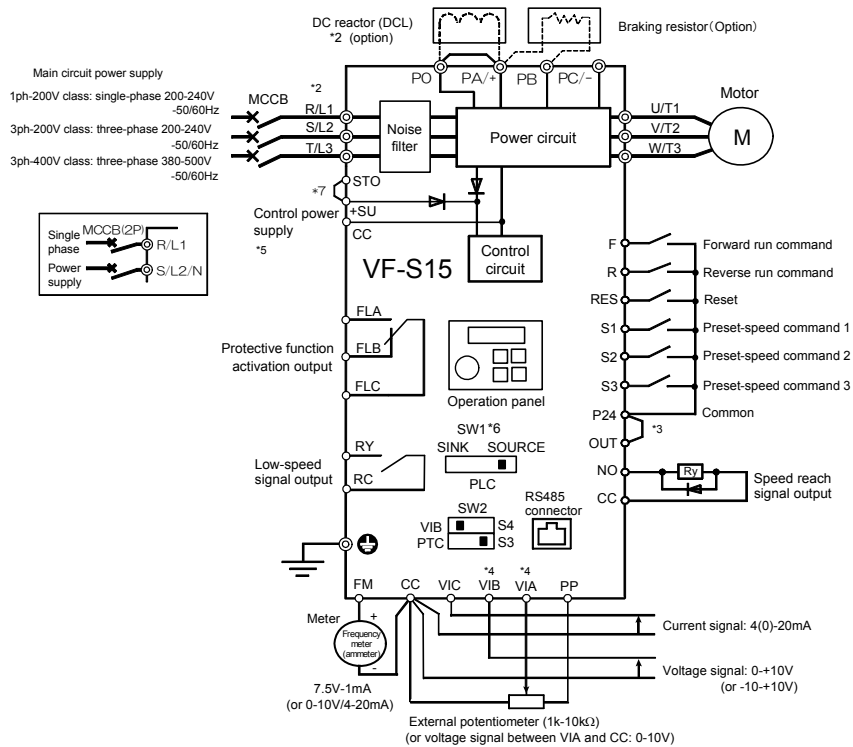 DC reactor (DCL)
*2 (option)
Braking resistor (Option)
PO
PA/+
PB
PC/-
Main circuit power supply
1ph-200V class: single-phase 200-240V
-50/60Hz
3ph-200V class: three-phase 200-240V
-50/60Hz
3ph-400V class: three-phase 380-500V
-50/60Hz
MCCB
*2
R/L1
S/L2
T/L3
Noise
filter
Power circuit
U/T1
V/T2
W/T3
Motor
M
STO
*7
+SU
Control power
supply
CC
*5
Single
phase
MCCB(2P)
R/L1
Power
supply
S/L2/N
VF-S15
Control
circuit
F
Forward run command
R
Reverse run command
RES
Reset
S1
Preset-speed command 1
S2
Preset-speed command 2
S3
Preset-speed command 3
P24
Common
*3
OUT
FLA
Protective function
activation output
FLB
FLC
Operation panel
SW1*6
SINK SOURCE
PLC
Low-speed
signal output
RY
RC
NO
Ry
Speed reach
signal output
CC
SW2
VIB
S4
PTC
S3
RS485
connector
FM
CC
VIC
*4
VIB
*4
VIA
PP
Meter
+
Frequency
meter
(ammeter)
-
Current signal: 4(0)-20mA
Voltage signal: 0-+10V
(or -10-+10V)
7.5V-1mA
(or 0-10V/4-20mA)
External potentiometer (1k-10kΩ)
(or voltage signal between VIA and CC: 0-10V)